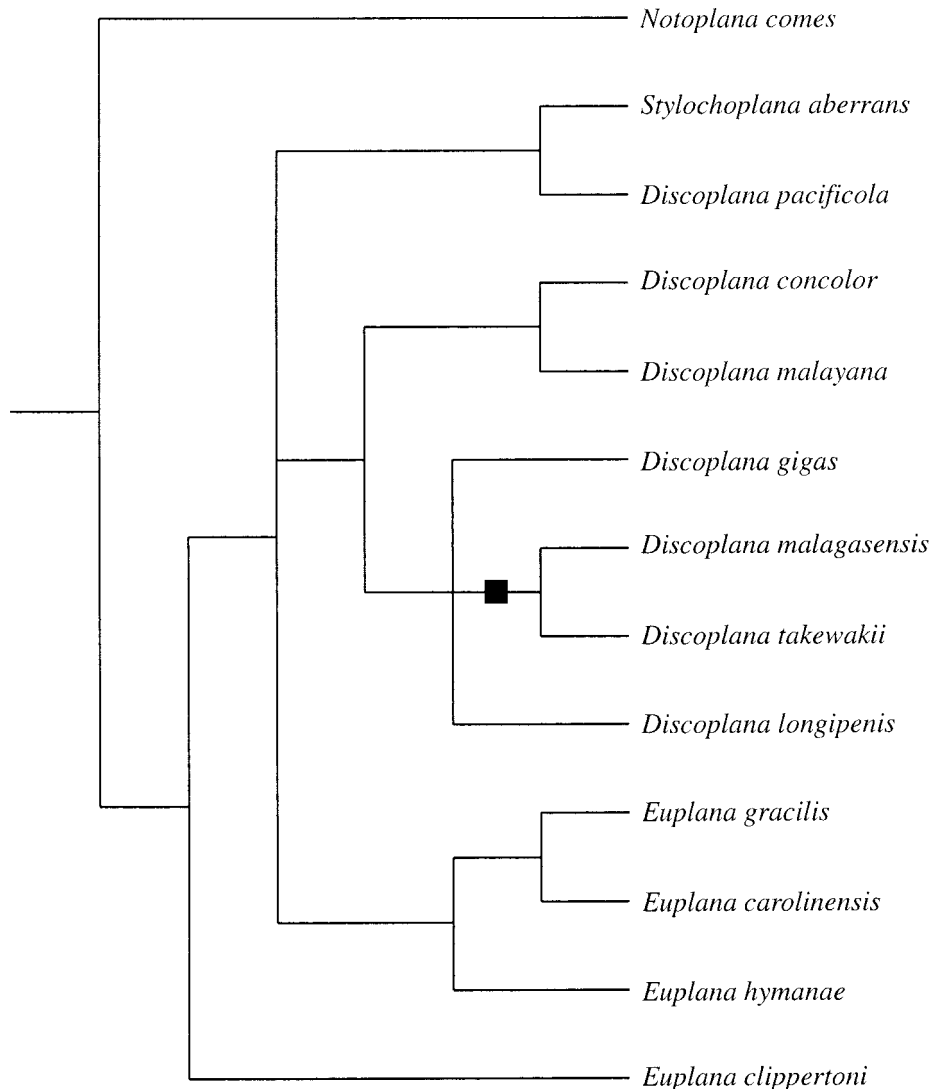 Notoplana comes
Stylochoplana aberrans
Discoplana pacificola
Discoplana concolor
Discoplana malayana
Discoplana gigas
Discoplana malagasensis
Discoplana takewakii
Discoplana longipenis
Euplana gracilis
Euplana carolinensis
Euplana hymanae
Euplana clippertoni